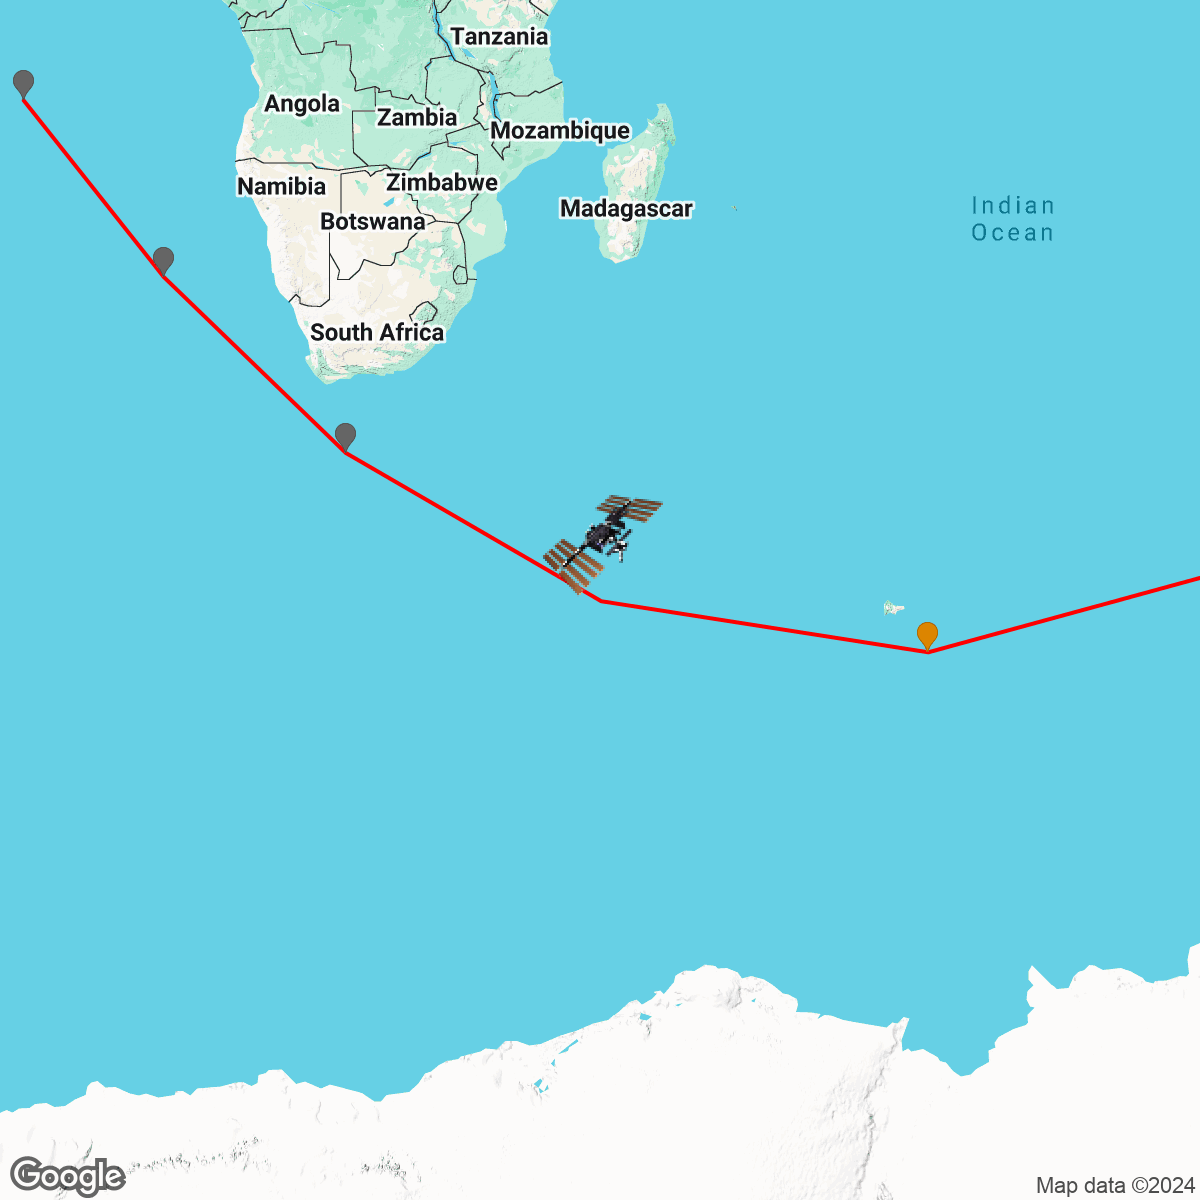 Tanzania
Angola
Zambia
Mozambique
Namibia
Zimbabwe
Madagascar
Botswana
Indian
Ocean
South Africa
Google
Map data ©2024